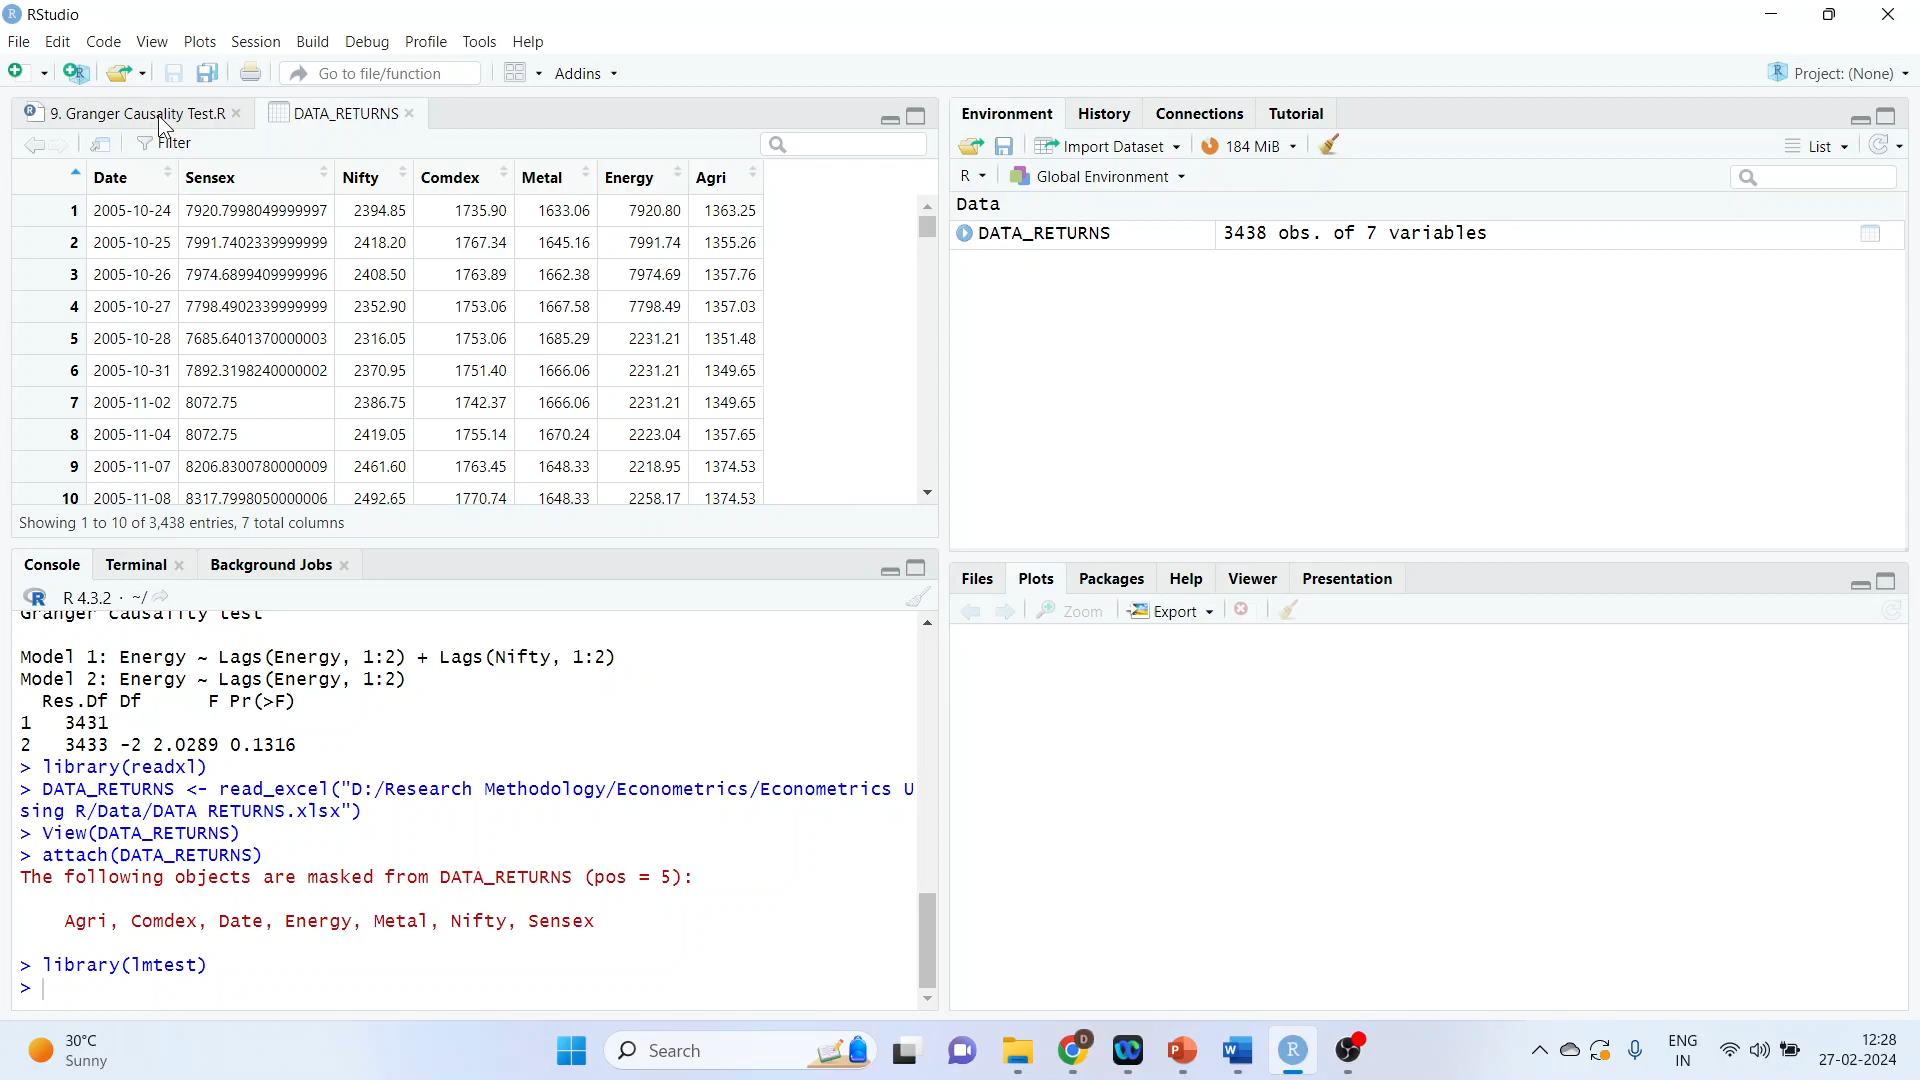 RStudio
File Edit Code View Plots Session Build Debug Profile Tools Help
Go to file/function Addins Project: (None)
9. Granger Causality Test.R DATA_RETURNS
Filter
Date Sensex Nifty Comdex Metal Energy Agri
1 2005-10-24 7920.7998049999997 2394.85 1735.90 1633.06 7920.80 1363.25
2 2005-10-25 7991.7402339999999 2418.20 1767.34 1645.16 7991.74 1355.26
3 2005-10-26 7974.6899409999996 2408.50 1763.89 1662.38 7974.69 1357.76
4 2005-10-27 7798.4902339999999 2352.90 1753.06 1667.58 7798.49 1357.03
5 2005-10-28 7685.6401370000003 2316.05 1753.06 1685.29 2231.21 1351.48
6 2005-10-31 7892.3198240000002 2370.95 1751.40 1666.06 2231.21 1349.65
7 2005-11-02 8072.75 2386.75 1742.37 1666.06 2231.21 1349.65
8 2005-11-04 8072.75 2419.05 1755.14 1670.24 2223.04 1357.65
9 2005-11-07 8206.8300780000009 2461.60 1763.45 1648.33 2218.95 1374.53
10 2005-11-08 8317.7998050000006 2492.65 1770.74 1648.33 2258.17 1374.53
Showing 1 to 10 of 3,438 entries, 7 total columns
Console Terminal Background Jobs
R 4.3.2 · ~/
Granger causality test
Model 1: Energy ~ Lags(Energy, 1:2) + Lags(Nifty, 1:2)
Model 2: Energy ~ Lags(Energy, 1:2)
Res.Df Df F Pr(>F)
1 3431
2 3433 -2 2.0289 0.1316
> library(readxl)
> DATA_RETURNS <- read_excel("D:/Research Methodology/Econometrics/Econometrics U
sing R/Data/DATA RETURNS.xlsx")
> View(DATA_RETURNS)
> attach(DATA_RETURNS)
The following objects are masked from DATA_RETURNS (pos = 5):
Agri, Comdex, Date, Energy, Metal, Nifty, Sensex
> library(lmtest)
>
Environment History Connections Tutorial
Import Dataset 184 MiB List
R Global Environment
Data
DATA_RETURNS 3438 obs. of 7 variables
Files Plots Packages Help Viewer Presentation
Zoom Export
30°C
Sunny
Search
ENG
IN
12:28
27-02-2024